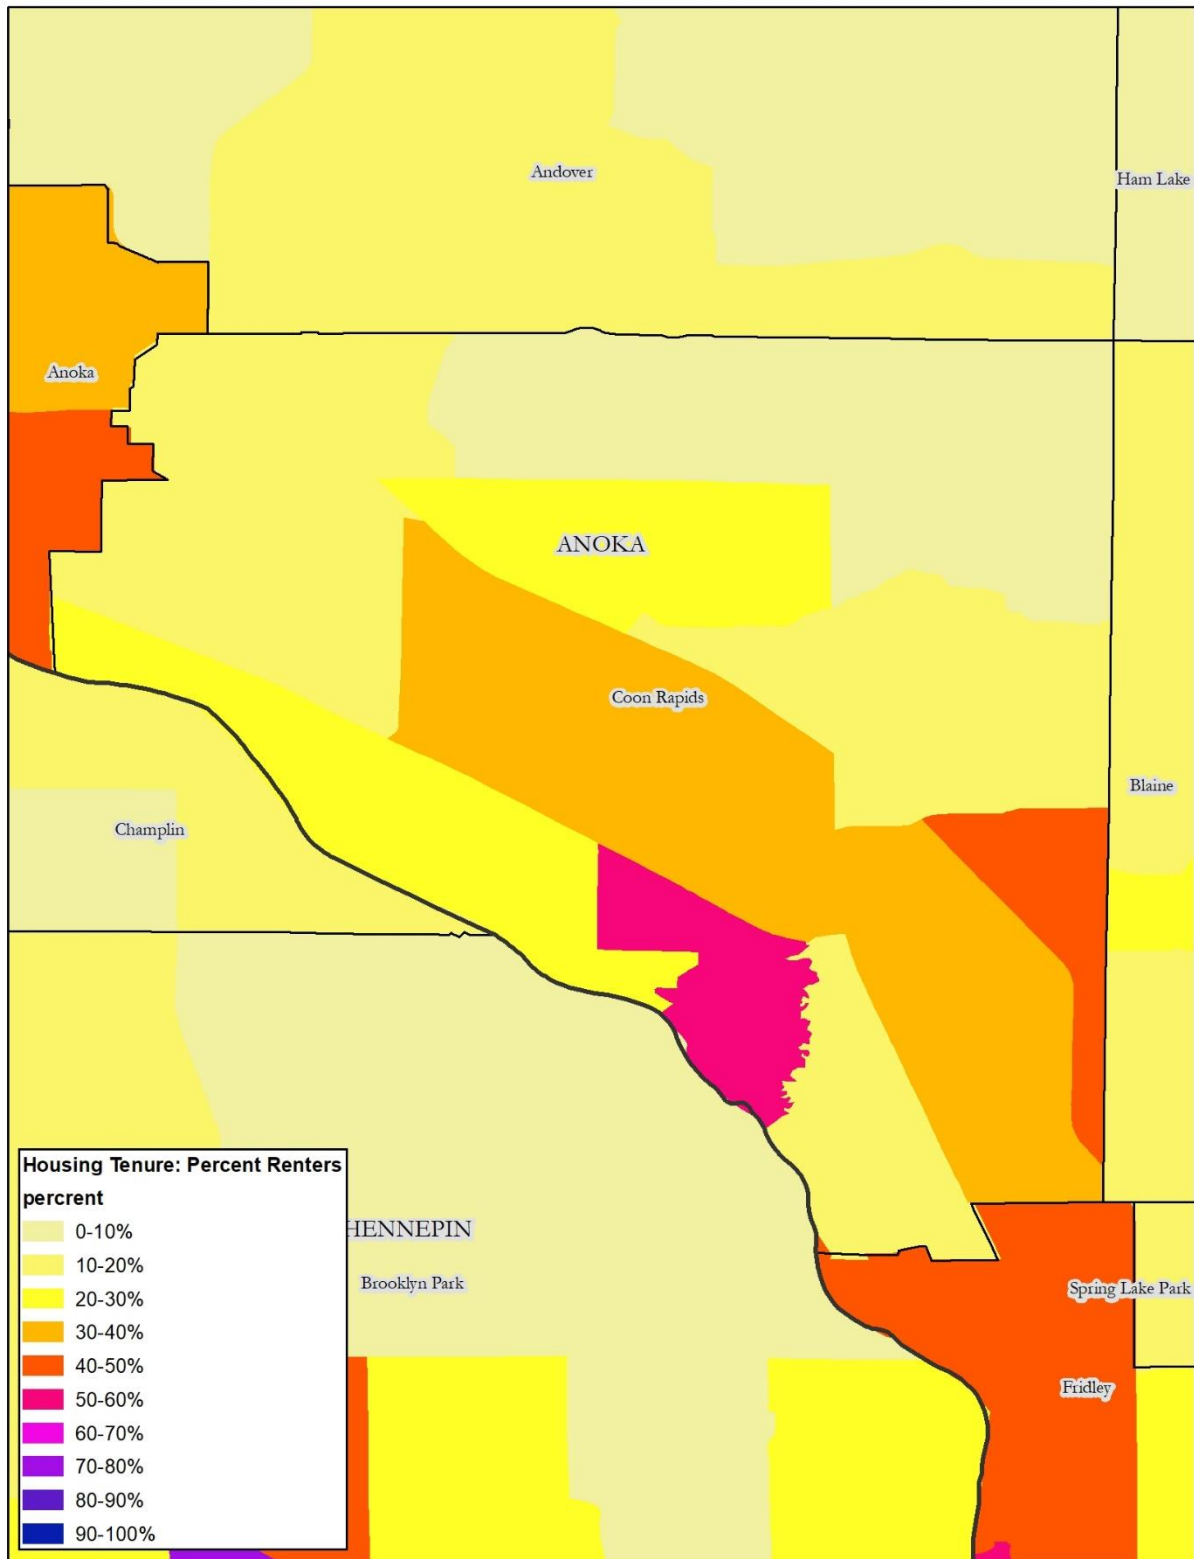 Andover
Ham Lake
Anoka
ANOKA
Coon Rapids
Blaine
Champlin
Housing Tenure: Percent Renters
percrent
0-10%
10-20%
20-30%
30-40%
40-50%
50-60%
60-70%
70-80%
80-90%
90-100%
HENNEPIN
Brooklyn Park
Spring Lake Park
Fridley